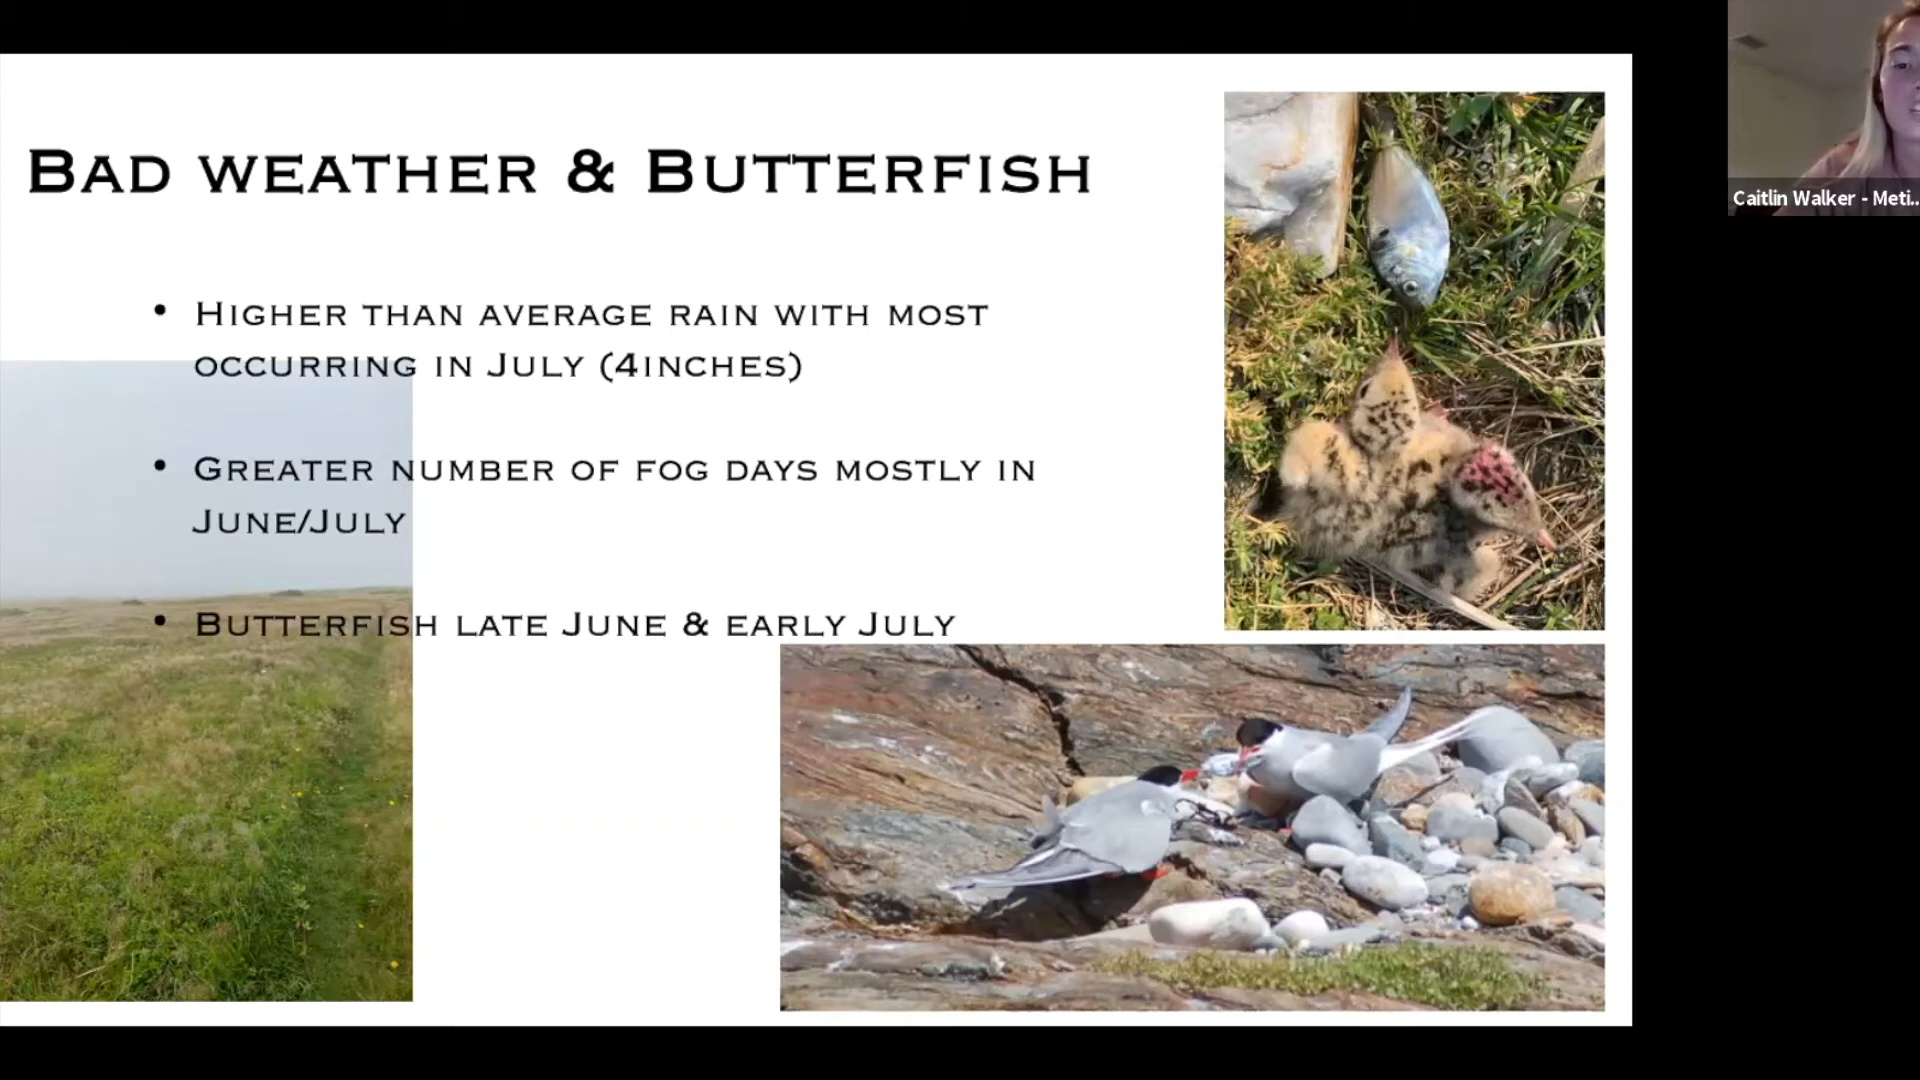 Bad weather & Butterfish
• Higher than average rain with most
occurring in July (4inches)
• Greater number of fog days mostly in
June/July
• Butterfish late June & early July
Caitlin Walker - Meti..